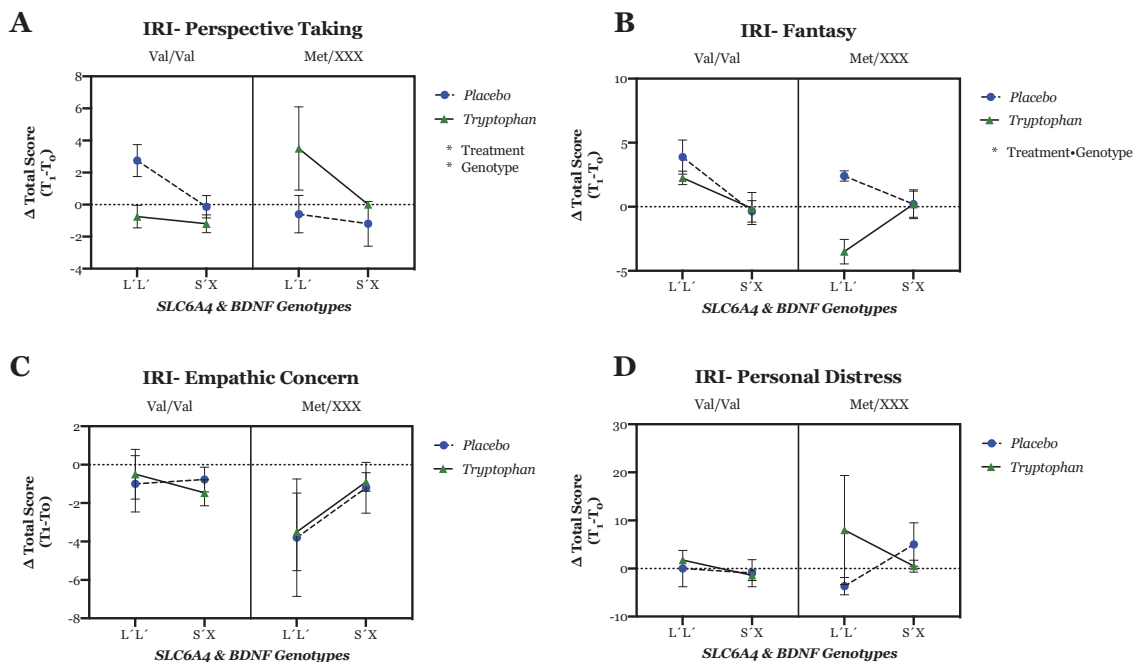 A
IRI- Perspective Taking
Val/Val
Met/XXX
8
6
4
2
0
-2
-4
Δ Total Score
(T₁-T₀)
L´L´
S´X
L´L´
S´X
SLC6A4 & BDNF Genotypes
Placebo
Tryptophan
* Treatment
* Genotype
B
IRI- Fantasy
Val/Val
Met/XXX
10
5
0
-5
Δ Total Score
(T₁-T₀)
L´L´
S´X
L´L´
S´X
SLC6A4 & BDNF Genotypes
Placebo
Tryptophan
* Treatment•Genotype
C
IRI- Empathic Concern
Val/Val
Met/XXX
2
0
-2
-4
-6
-8
Δ Total Score
(T1-T0)
L´L´
S´X
L´L´
S´X
SLC6A4 & BDNF Genotypes
Placebo
Tryptophan
D
IRI- Personal Distress
Val/Val
Met/XXX
30
20
10
0
-10
Δ Total Score
(T₁-T₀)
L´L´
S´X
L´L´
S´X
SLC6A4 & BDNF Genotypes
Placebo
Tryptophan